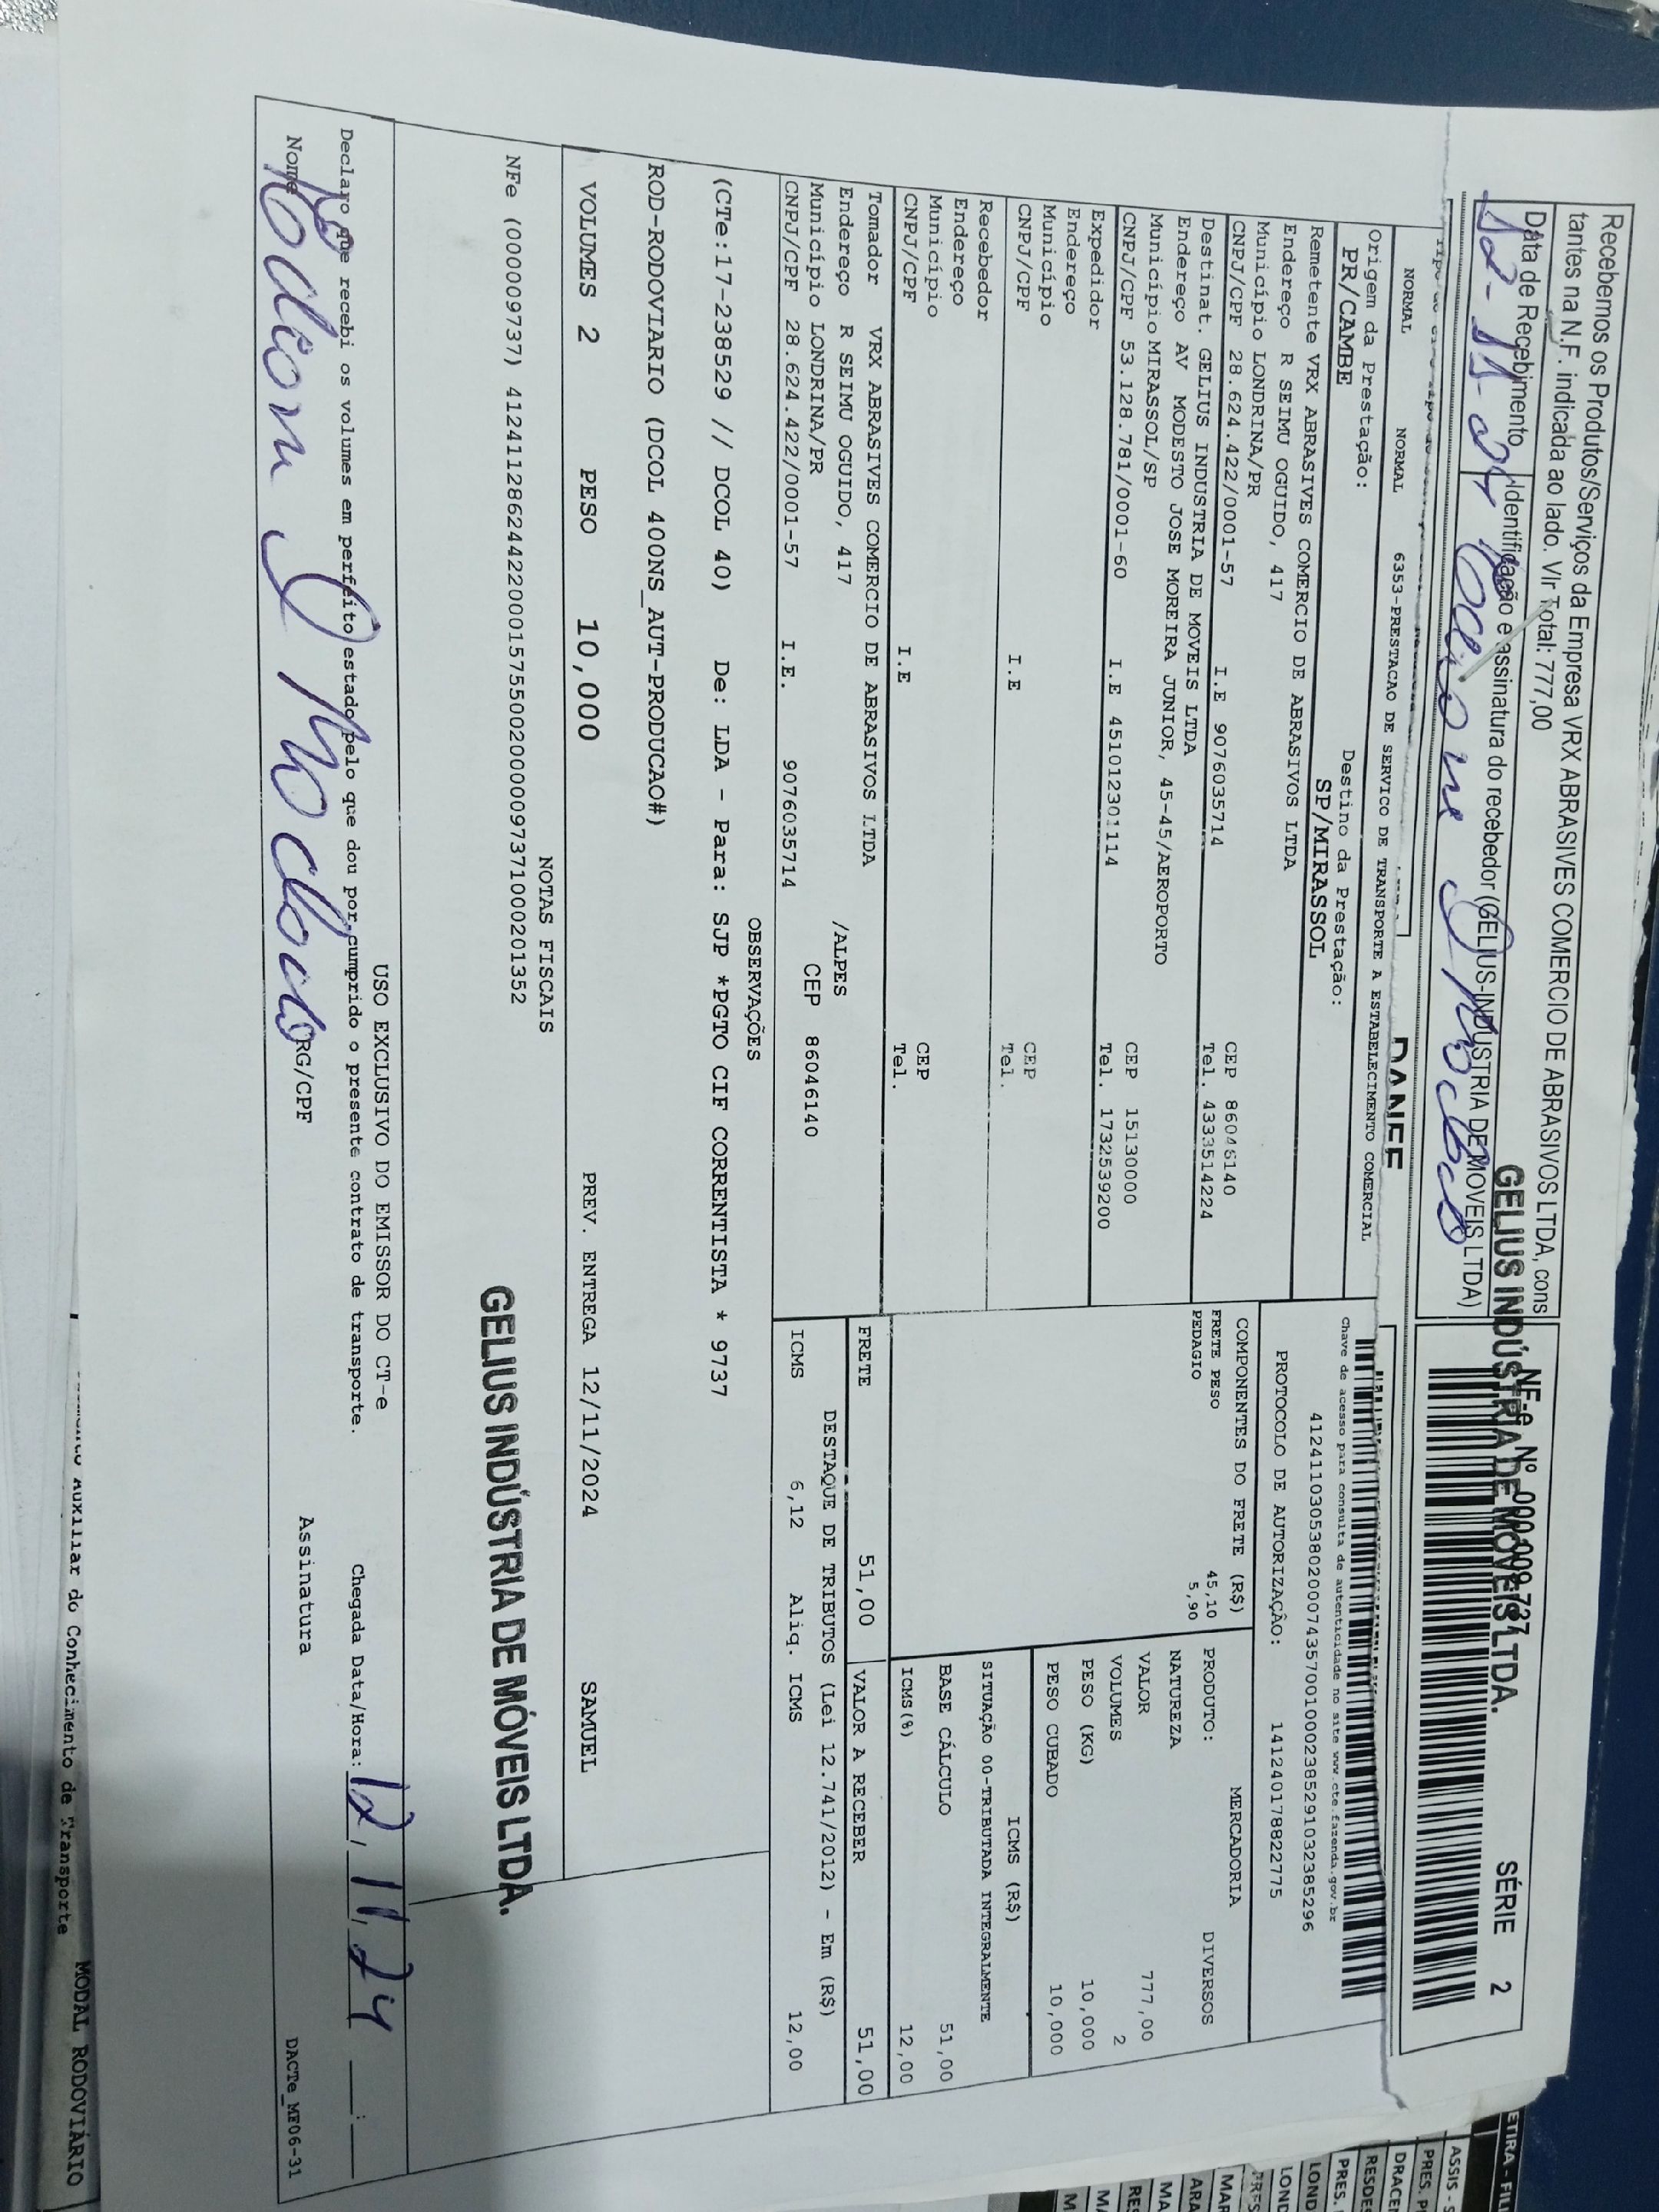 Recebemos os Produtos/Serviços da Empresa VRX ABRASIVES COMERCIO DE ABRASIVOS LTDA, cons
tantes na N.F. indicada ao lado. Vlr Total: 777,00
Data de Recebimento
Identificação e assinatura do recebedor (GELIUS-INDUSTRIA DE MOVEIS LTDA)
NF-e Nº 000.009.737
SÉRIE 2
GELIUS INDÚSTRIA DE MÓVEIS LTDA.
DANFE
NORMAL NORMAL 6353-PRESTACAO DE SERVICO DE TRANSPORTE A ESTABELECIMENTO COMERCIAL
Origem da Prestação: Destino da Prestação:
PR/CAMBE SP/MIRASSOL
Chave de acesso para consulta de autenticidade no site www.cte.fazenda.gov.br
41241103053802000743570010002385291032385296
PROTOCOLO DE AUTORIZAÇÃO: 141240178822775
Remetente VRX ABRASIVES COMERCIO DE ABRASIVOS LTDA
Endereço R SEIMU OGUIDO, 417
Município LONDRINA/PR CEP 86046140
CNPJ/CPF 28.624.422/0001-57 I.E 9076035714 Tel. 4333514224
Destinat. GELIUS INDUSTRIA DE MOVEIS LTDA
Endereço AV MODESTO JOSE MOREIRA JUNIOR, 45-45/AEROPORTO
Município MIRASSOL/SP CEP 15130000
CNPJ/CPF 53.128.781/0001-60 I.E 451012301114 Tel. 1732539200
Expedidor
Endereço
Município CEP
CNPJ/CPF I.E Tel.
Recebedor
Endereço
Município CEP
CNPJ/CPF I.E Tel.
Tomador VRX ABRASIVES COMERCIO DE ABRASIVOS LTDA
Endereço R SEIMU OGUIDO, 417 /ALPES
Município LONDRINA/PR CEP 86046140
CNPJ/CPF 28.624.422/0001-57 I.E. 9076035714
COMPONENTES DO FRETE (R$)
FRETE PESO 45,10
PEDAGIO 5,90
MERCADORIA
PRODUTO: DIVERSOS
NATUREZA
VALOR 777,00
VOLUMES 2
PESO (KG) 10,000
PESO CUBADO 10,000
ICMS (R$)
SITUAÇÃO 00-TRIBUTADA INTEGRALMENTE
BASE CÁLCULO 51,00
ICMS(%) 12,00
FRETE 51,00 VALOR A RECEBER 51,00
DESTAQUE DE TRIBUTOS (Lei 12.741/2012) - Em (R$)
ICMS 6,12 Aliq. ICMS 12,00
OBSERVAÇÕES
(CTe:17-238529 // DCOL 40) De: LDA - Para: SJP *PGTO CIF CORRENTISTA * 9737
ROD-RODOVIARIO (DCOL 400NS_AUT-PRODUCAO#)
VOLUMES 2 PESO 10,000 PREV. ENTREGA 12/11/2024 SAMUEL
NOTAS FISCAIS
NFe (000009737) 41241128624422000157550020000097371000201352
GELIUS INDÚSTRIA DE MÓVEIS LTDA.
USO EXCLUSIVO DO EMISSOR DO CT-e
Declaro que recebi os volumes em perfeito estado pelo que dou por cumprido o presente contrato de transporte.
Chegada Data/Hora: 12, 11, 24 __:__
Nome
RG/CPF
Assinatura
DACTe_MF06-31
Auxiliar do Conhecimento de Transporte
MODAL RODOVIÁRIO
ASSIS - S